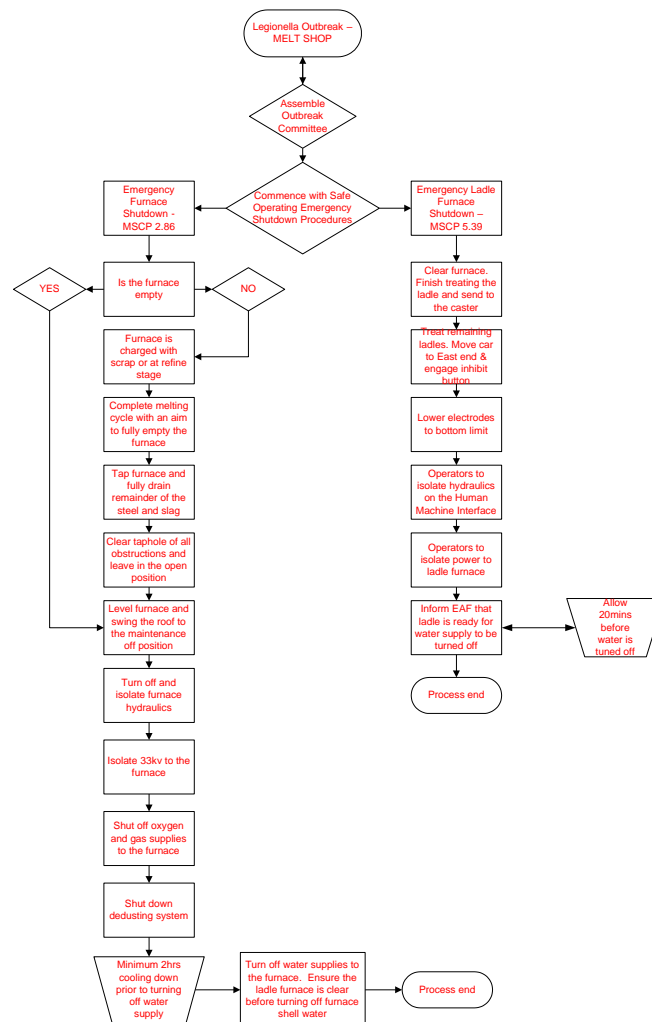 Legionella Outbreak –
MELT SHOP
Assemble
Outbreak
Committee
Commence with Safe
Operating Emergency
Shutdown Procedures
Emergency
Furnace
Shutdown -
MSCP 2.86
Emergency Ladle
Furnace
Shutdown –
MSCP 5.39
YES
Is the furnace
empty
NO
Clear furnace.
Finish treating the
ladle and send to
the caster
Furnace is
charged with
scrap or at refine
stage
Treat remaining
ladles. Move car
to East end &
engage inhibit
button
Complete melting
cycle with an aim
to fully empty the
furnace
Lower electrodes
to bottom limit
Tap furnace and
fully drain
remainder of the
steel and slag
Operators to
isolate hydraulics
on the Human
Machine Interface
Clear taphole of all
obstructions and
leave in the open
position
Operators to
isolate power to
ladle furnace
Level furnace and
swing the roof to
the maintenance
off position
Inform EAF that
ladle is ready for
water supply to be
turned off
Allow
20mins
before
water is
tuned off
Turn off and
isolate furnace
hydraulics
Process end
Isolate 33kv to the
furnace
Shut off oxygen
and gas supplies
to the furnace
Shut down
dedusting system
Minimum 2hrs
cooling down
prior to turning
off water
supply
Turn off water supplies to
the furnace.  Ensure the
ladle furnace is clear
before turning off furnace
shell water
Process end